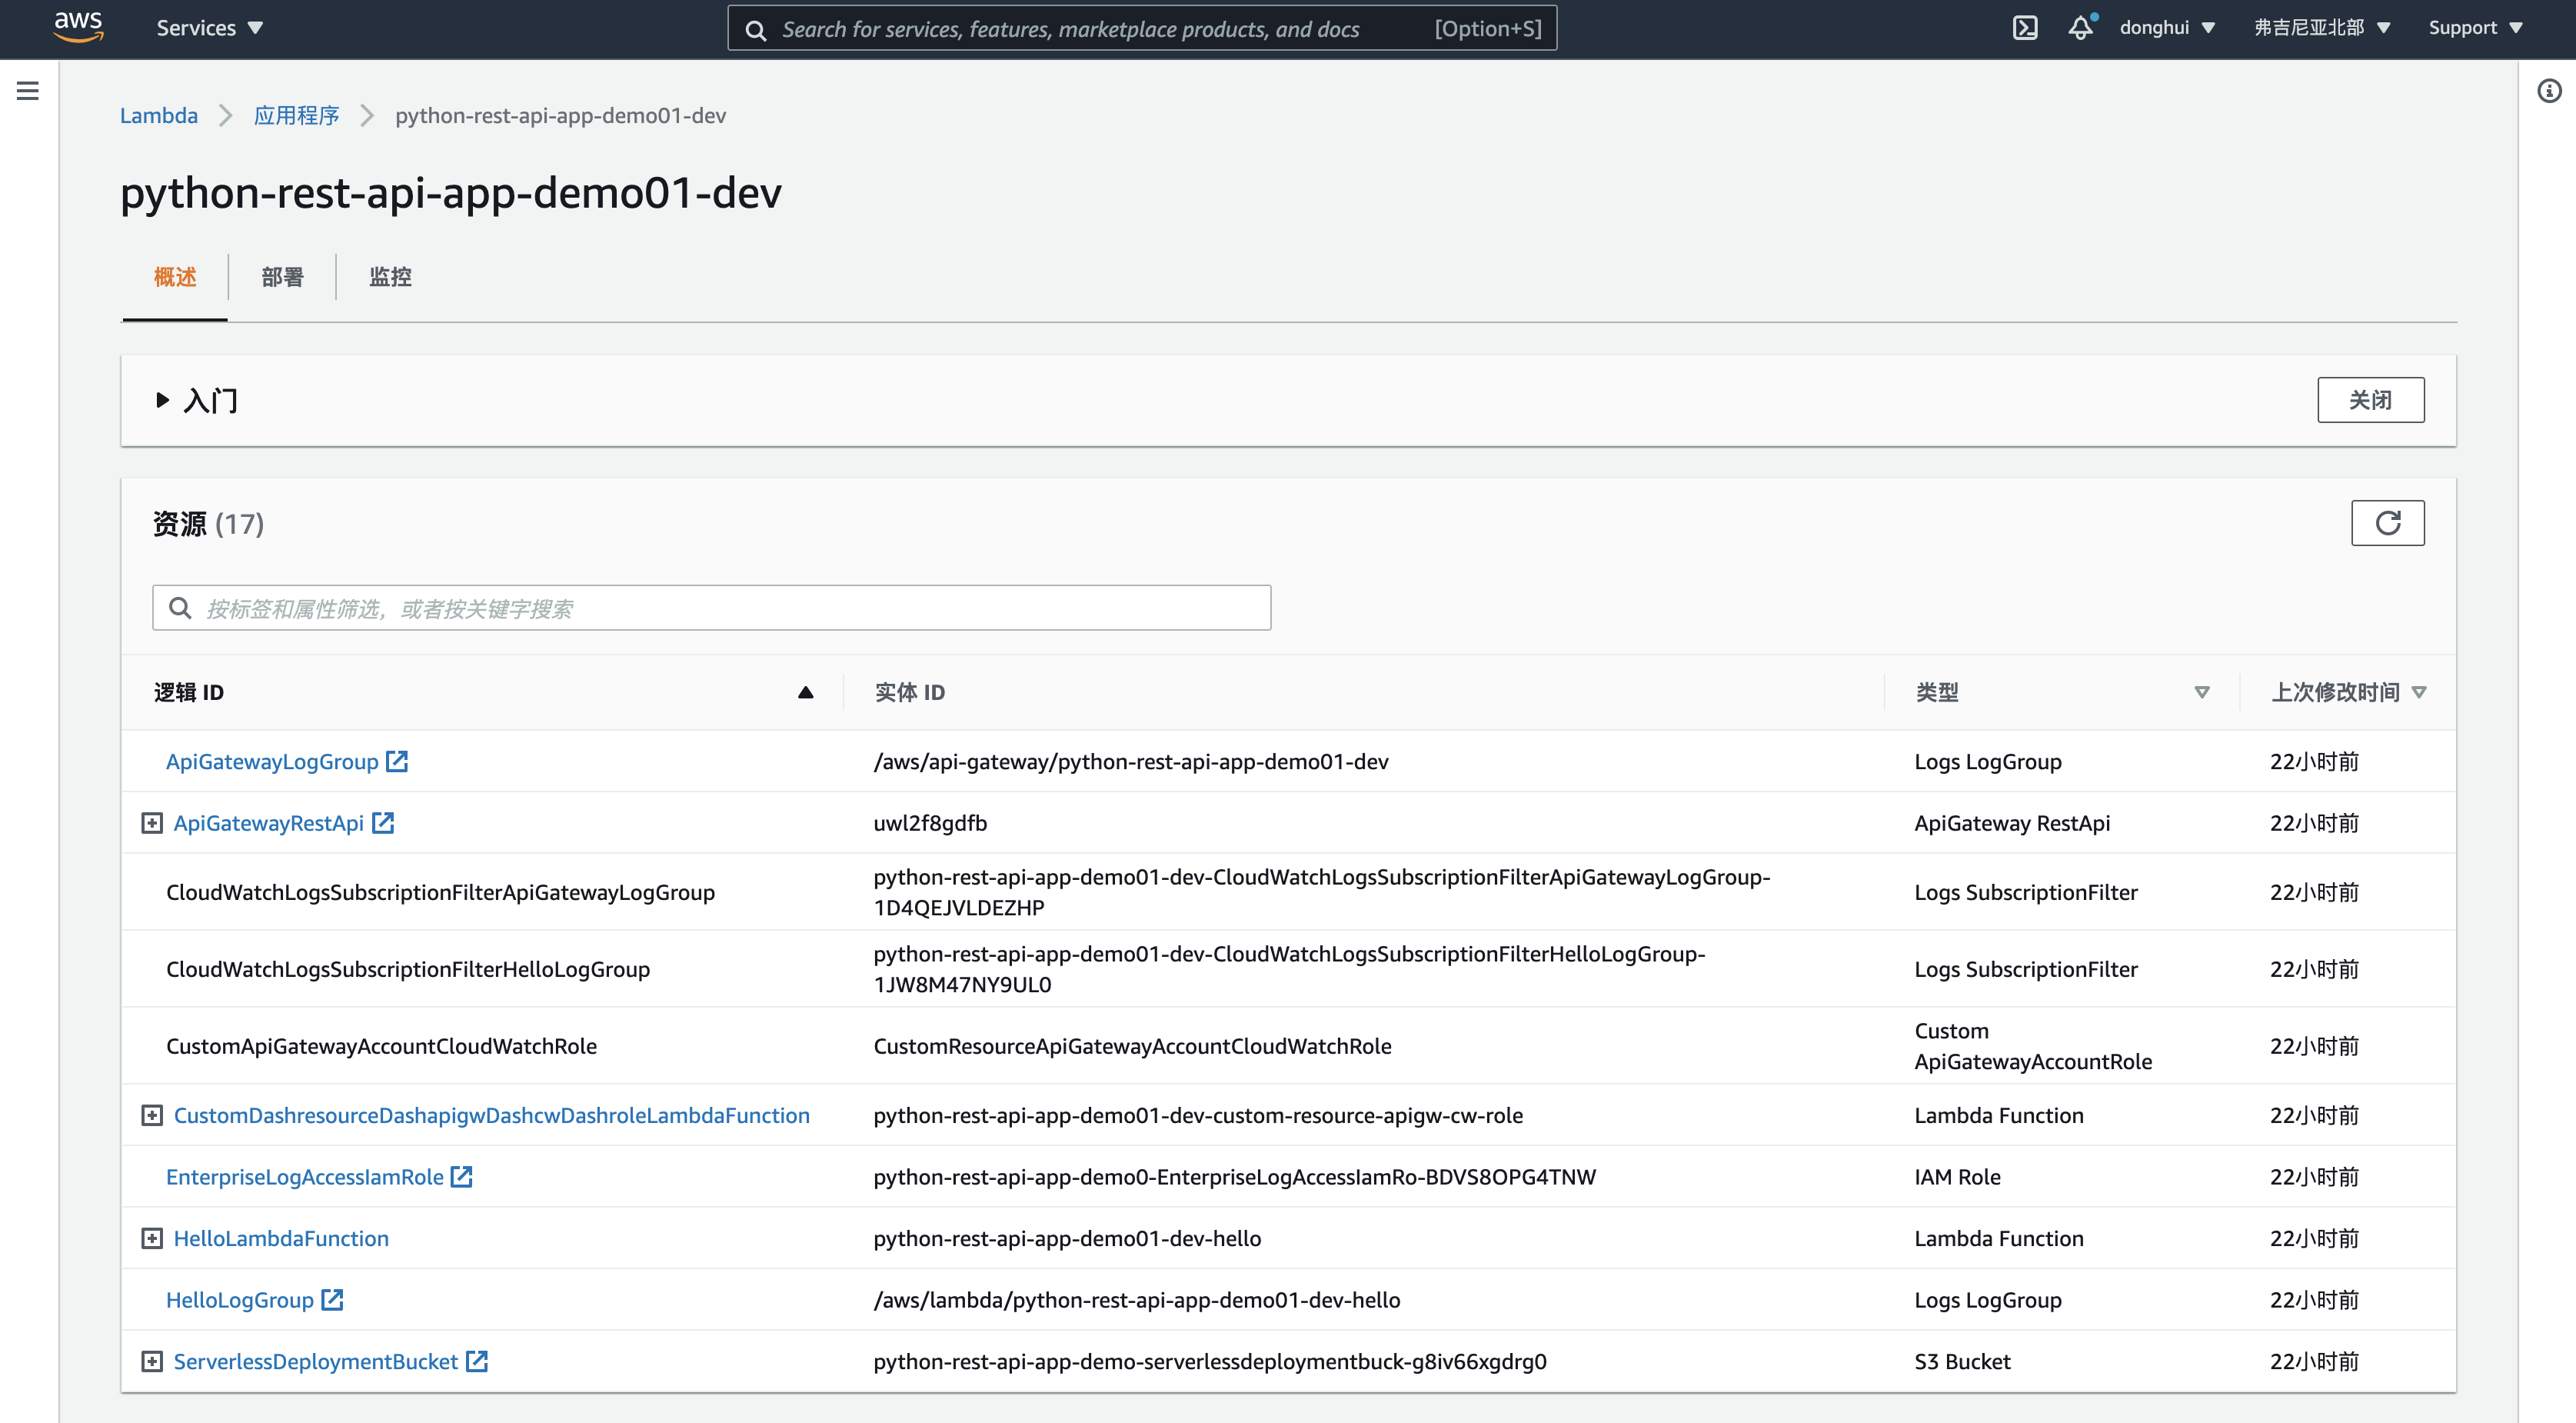 aws
Services
Search for services, features, marketplace products, and docs [Option+S]
donghui
弗吉尼亚北部
Support
Lambda 应用程序 python-rest-api-app-demo01-dev
python-rest-api-app-demo01-dev
概述 部署 监控
入门
关闭
资源 (17)
按标签和属性筛选，或者按关键字搜索
逻辑 ID 实体 ID 类型 上次修改时间
ApiGatewayLogGroup /aws/api-gateway/python-rest-api-app-demo01-dev Logs LogGroup 22小时前
ApiGatewayRestApi uwl2f8gdfb ApiGateway RestApi 22小时前
CloudWatchLogsSubscriptionFilterApiGatewayLogGroup python-rest-api-app-demo01-dev-CloudWatchLogsSubscriptionFilterApiGatewayLogGroup-
1D4QEJVLDEZHP Logs SubscriptionFilter 22小时前
CloudWatchLogsSubscriptionFilterHelloLogGroup python-rest-api-app-demo01-dev-CloudWatchLogsSubscriptionFilterHelloLogGroup-
1JW8M47NY9UL0 Logs SubscriptionFilter 22小时前
CustomApiGatewayAccountCloudWatchRole CustomResourceApiGatewayAccountCloudWatchRole Custom
ApiGatewayAccountRole 22小时前
CustomDashresourceDashapigwDashcwDashroleLambdaFunction python-rest-api-app-demo01-dev-custom-resource-apigw-cw-role Lambda Function 22小时前
EnterpriseLogAccessIamRole python-rest-api-app-demo0-EnterpriseLogAccessIamRo-BDVS8OPG4TNW IAM Role 22小时前
HelloLambdaFunction python-rest-api-app-demo01-dev-hello Lambda Function 22小时前
HelloLogGroup /aws/lambda/python-rest-api-app-demo01-dev-hello Logs LogGroup 22小时前
ServerlessDeploymentBucket python-rest-api-app-demo-serverlessdeploymentbuck-g8iv66xgdrg0 S3 Bucket 22小时前